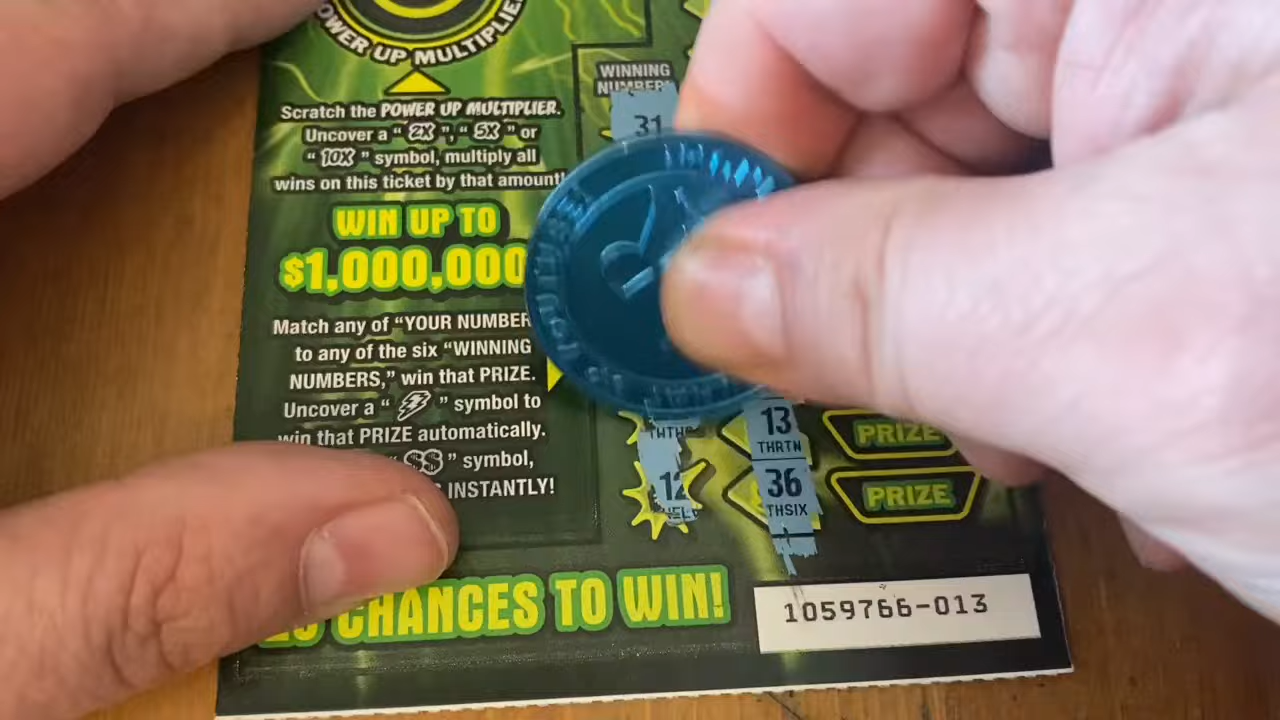 POWER UP MULTIPLIER
Scratch the POWER UP MULTIPLIER.
Uncover a " 2X ", " 5X " or
" 10X " symbol, multiply all
wins on this ticket by that amount!
WIN UP TO
$1,000,000
Match any of "YOUR NUMBER
to any of the six "WINNING
NUMBERS," win that PRIZE.
Uncover a " " symbol to
win that PRIZE automatically.
" $$ " symbol,
INSTANTLY!
CHANCES TO WIN!
WINNING
NUMBER
31
12
13
THRTN
PRIZE
36
THSIX
PRIZE
1059766-013